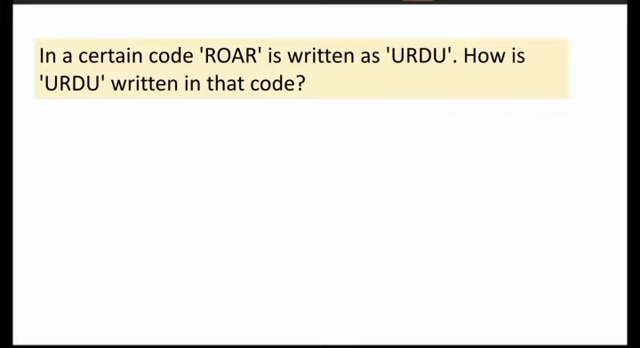 In a certain code 'ROAR' is written as 'URDU'. How is
'URDU' written in that code?